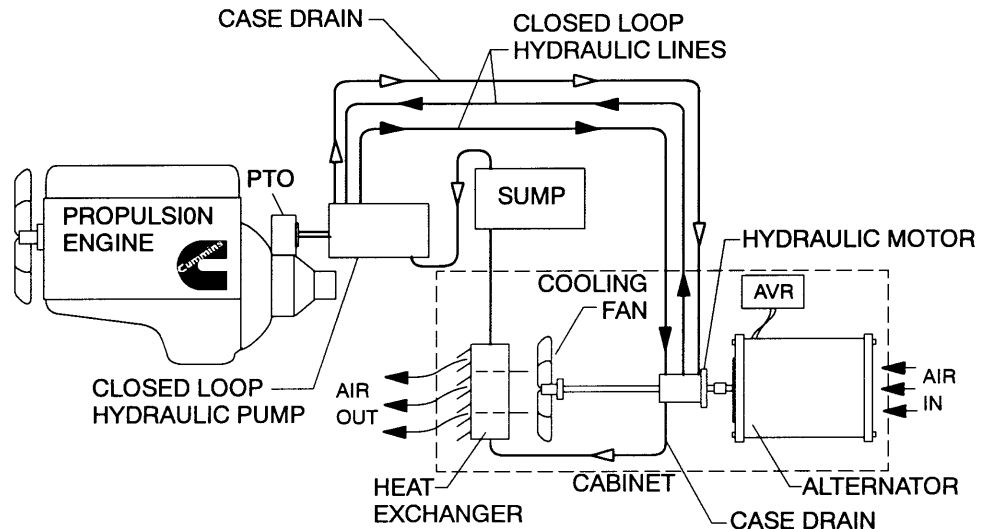 CASE DRAIN
CLOSED LOOP
HYDRAULIC LINES
PTO
PROPULSION
ENGINE
Cummins
SUMP
HYDRAULIC MOTOR
COOLING
FAN
AVR
CLOSED LOOP
HYDRAULIC PUMP
AIR
OUT
AIR
IN
HEAT
EXCHANGER
CABINET
ALTERNATOR
CASE DRAIN